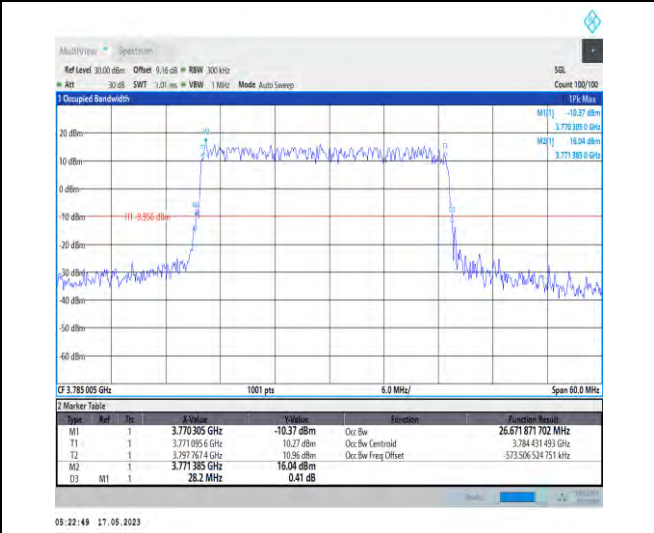 MultiView Spectrum
Ref Level 30.00 dBm Offset 9.16 dB RBW 300 kHz SGL
Att 30 dB SWT 1.01 ms VBW 1 MHz Mode Auto Sweep Count 100/100
1 Occupied Bandwidth 1Pk Max
M1[1] -10.37 dBm
3.770 305 0 GHz
M2[1] 16.04 dBm
3.771 385 0 GHz
20 dBm
10 dBm
0 dBm
-10 dBm H1 -9.956 dBm
-20 dBm
-30 dBm
-40 dBm
-50 dBm
-60 dBm
CF 3.785 005 GHz 1001 pts 6.0 MHz/ Span 60.0 MHz
2 Marker Table
Type Ref Trc X-Value Y-Value Function Function Result
M1 1 3.770 305 GHz -10.37 dBm Occ Bw 26.671 871 702 MHz
T1 1 3.771 095 6 GHz 10.27 dBm Occ Bw Centroid 3.784 431 493 GHz
T2 1 3.797 767 4 GHz 10.96 dBm Occ Bw Freq Offset -573.506 524 751 kHz
M2 1 3.771 385 GHz 16.04 dBm
D3 M1 1 28.2 MHz 0.41 dB
05:22:49 17.05.2023